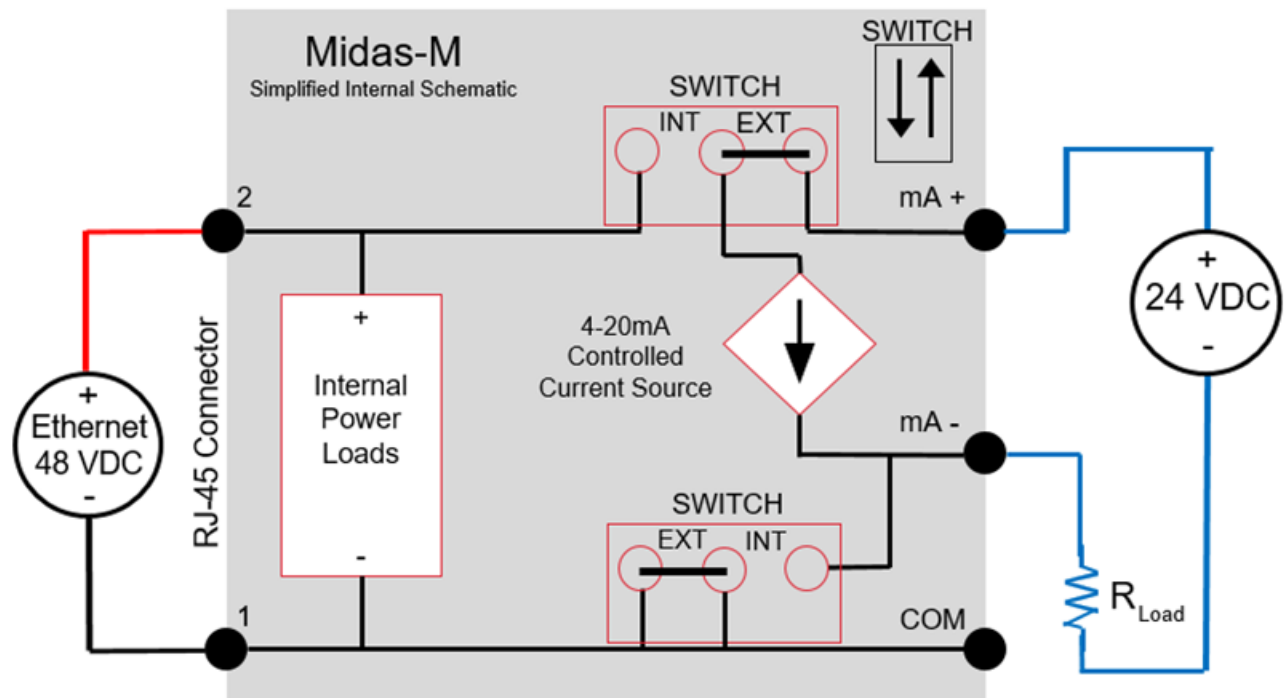 Midas-M
Simplified Internal Schematic
SWITCH
SWITCH
INT EXT
2
mA +
+
Ethernet
48 VDC
-
RJ-45 Connector
+
Internal
Power
Loads
-
4-20mA
Controlled
Current Source
+
24 VDC
-
mA -
SWITCH
EXT INT
1
COM
R Load